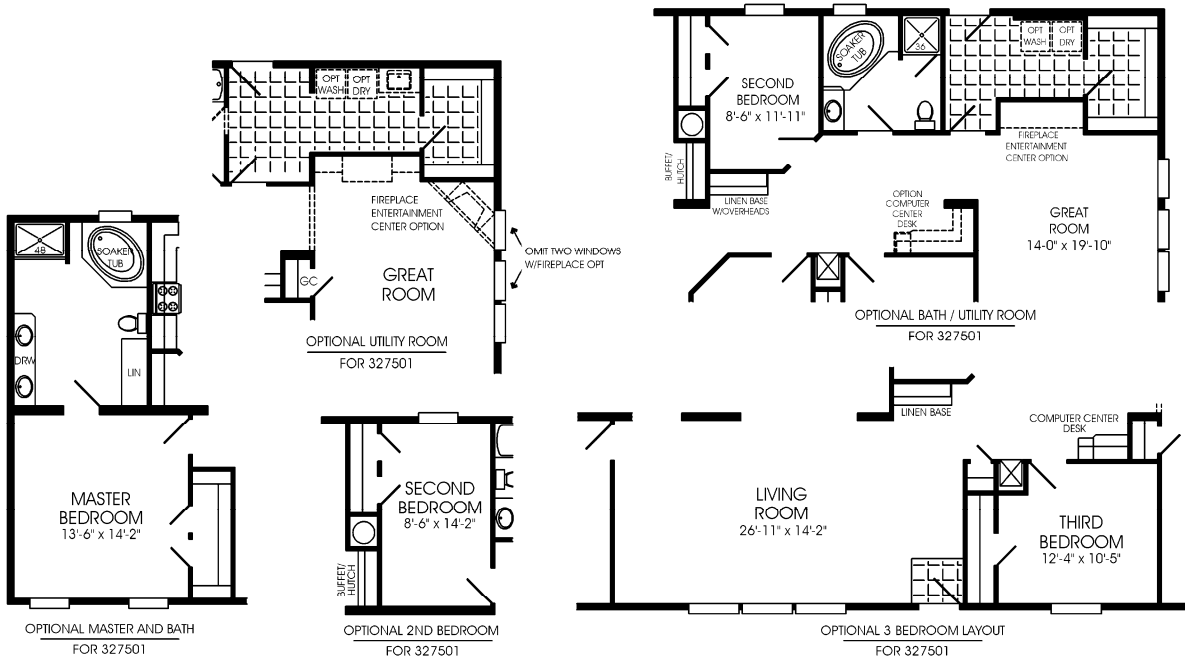 48
SOAKER
TUB
DRW
LIN
MASTER
BEDROOM
13'-6" x 14'-2"
OPTIONAL MASTER AND BATH
FOR 327501
OPT
WASH
OPT
DRY
FIREPLACE
ENTERTAINMENT
CENTER OPTION
OMIT TWO WINDOWS
W/FIREPLACE OPT
GC
GREAT
ROOM
OPTIONAL UTILITY ROOM
FOR 327501
SECOND
BEDROOM
8'-6" x 14'-2"
BUFFET/
HUTCH
OPTIONAL 2ND BEDROOM
FOR 327501
SOAKER
TUB
36
OPT
WASH
OPT
DRY
SECOND
BEDROOM
8'-6" x 11'-11"
BUFFET/
HUTCH
LINEN BASE
W/OVERHEADS
FIREPLACE
ENTERTAINMENT
CENTER OPTION
OPTION
COMPUTER
CENTER
DESK
GREAT
ROOM
14'-0" x 19'-10"
OPTIONAL BATH / UTILITY ROOM
FOR 327501
LINEN BASE
COMPUTER CENTER
DESK
LIVING
ROOM
26'-11" x 14'-2"
THIRD
BEDROOM
12'-4" x 10'-5"
OPTIONAL 3 BEDROOM LAYOUT
FOR 327501